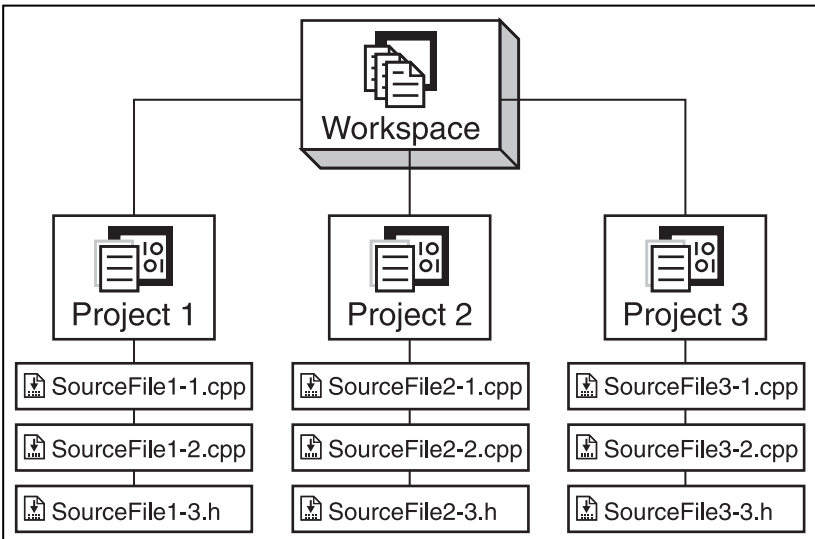 Workspace
Project 1
Project 2
Project 3
SourceFile1-1.cpp
SourceFile2-1.cpp
SourceFile3-1.cpp
SourceFile1-2.cpp
SourceFile2-2.cpp
SourceFile3-2.cpp
SourceFile1-3.h
SourceFile2-3.h
SourceFile3-3.h